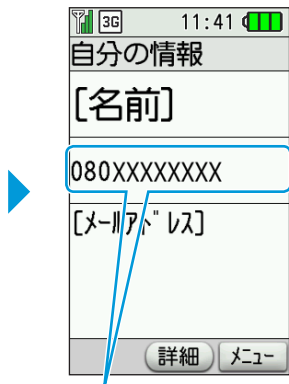 3G 11:41
自分の情報
[名前]
080XXXXXXXX
[ﾒｰﾙｱﾄﾞﾚｽ]
詳細 ﾒﾆｭｰ